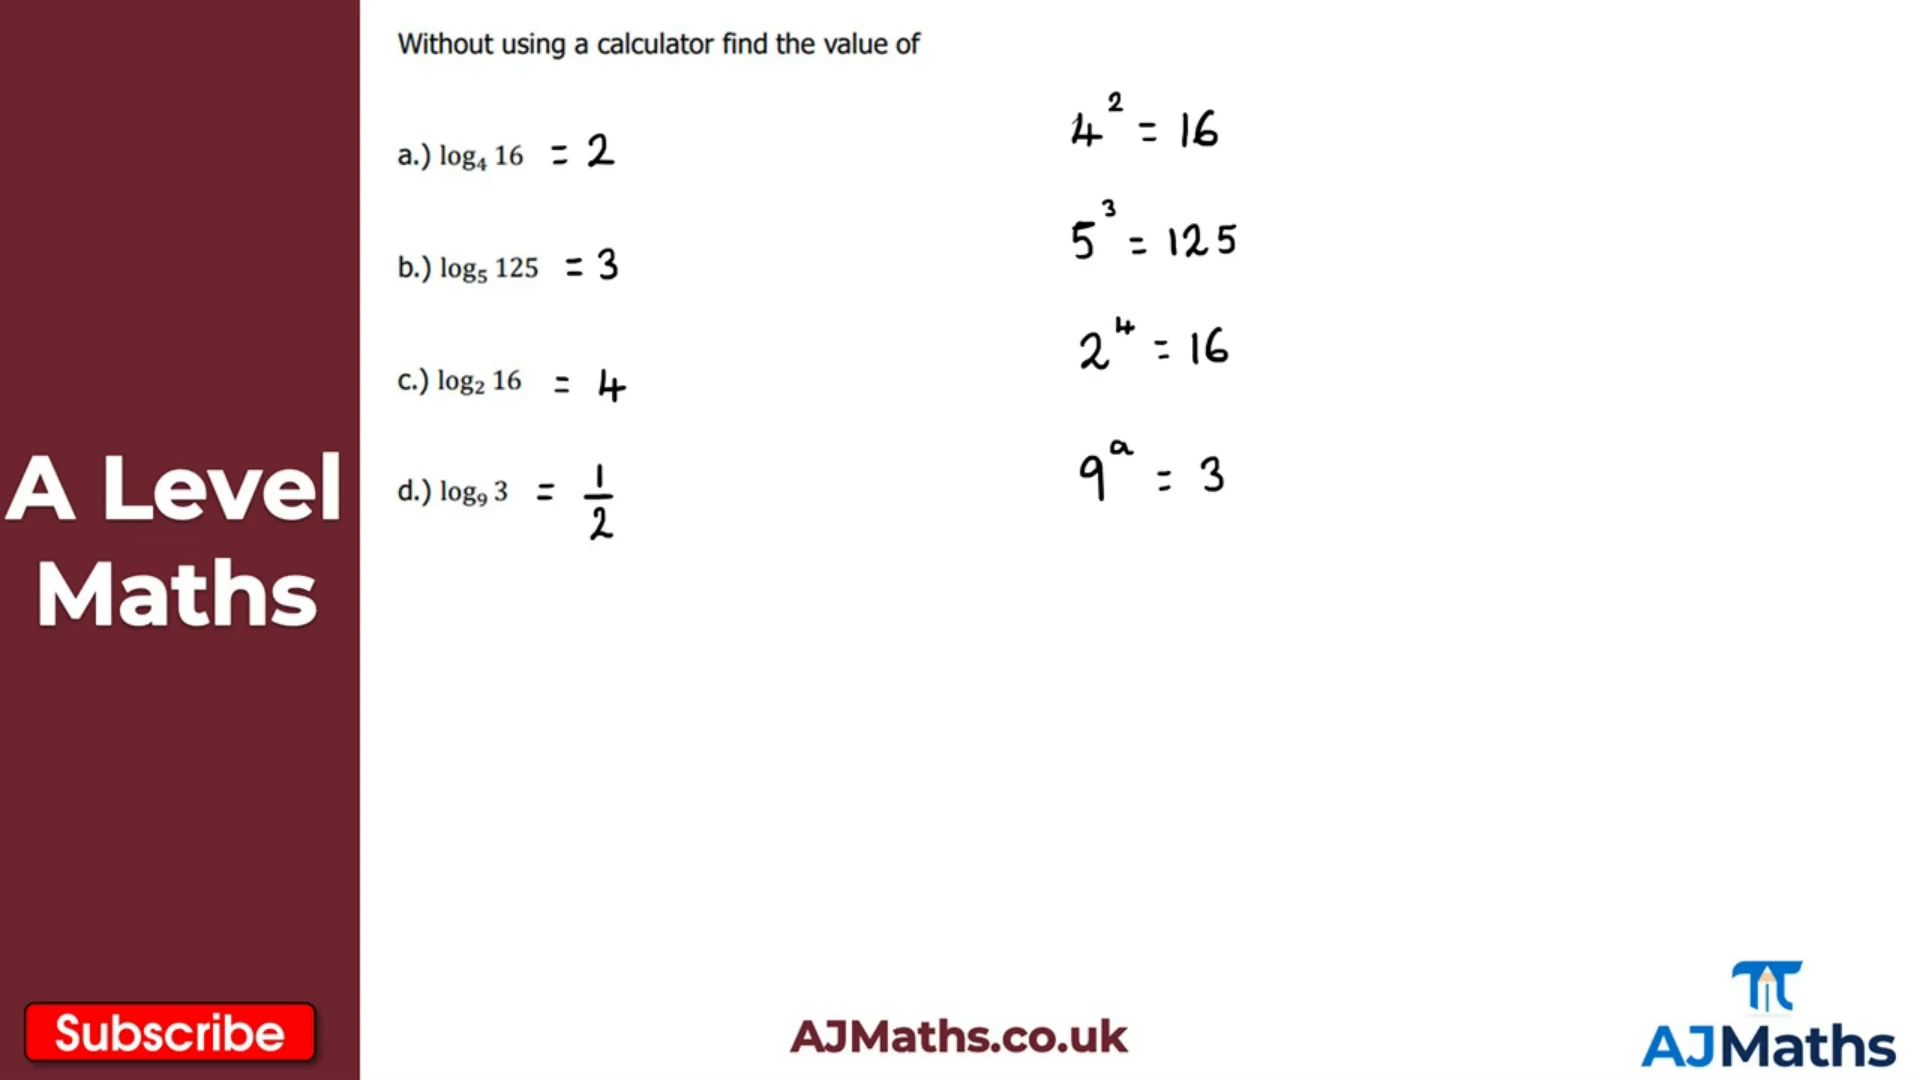 Without using a calculator find the value of
a.) log₄ 16 = 2
4² = 16
b.) log₅ 125 = 3
5³ = 125
c.) log₂ 16 = 4
2⁴ = 16
d.) log₉ 3 = 1/2
9ᵃ = 3
A Level
Maths
Subscribe
AJMaths.co.uk
AJMaths